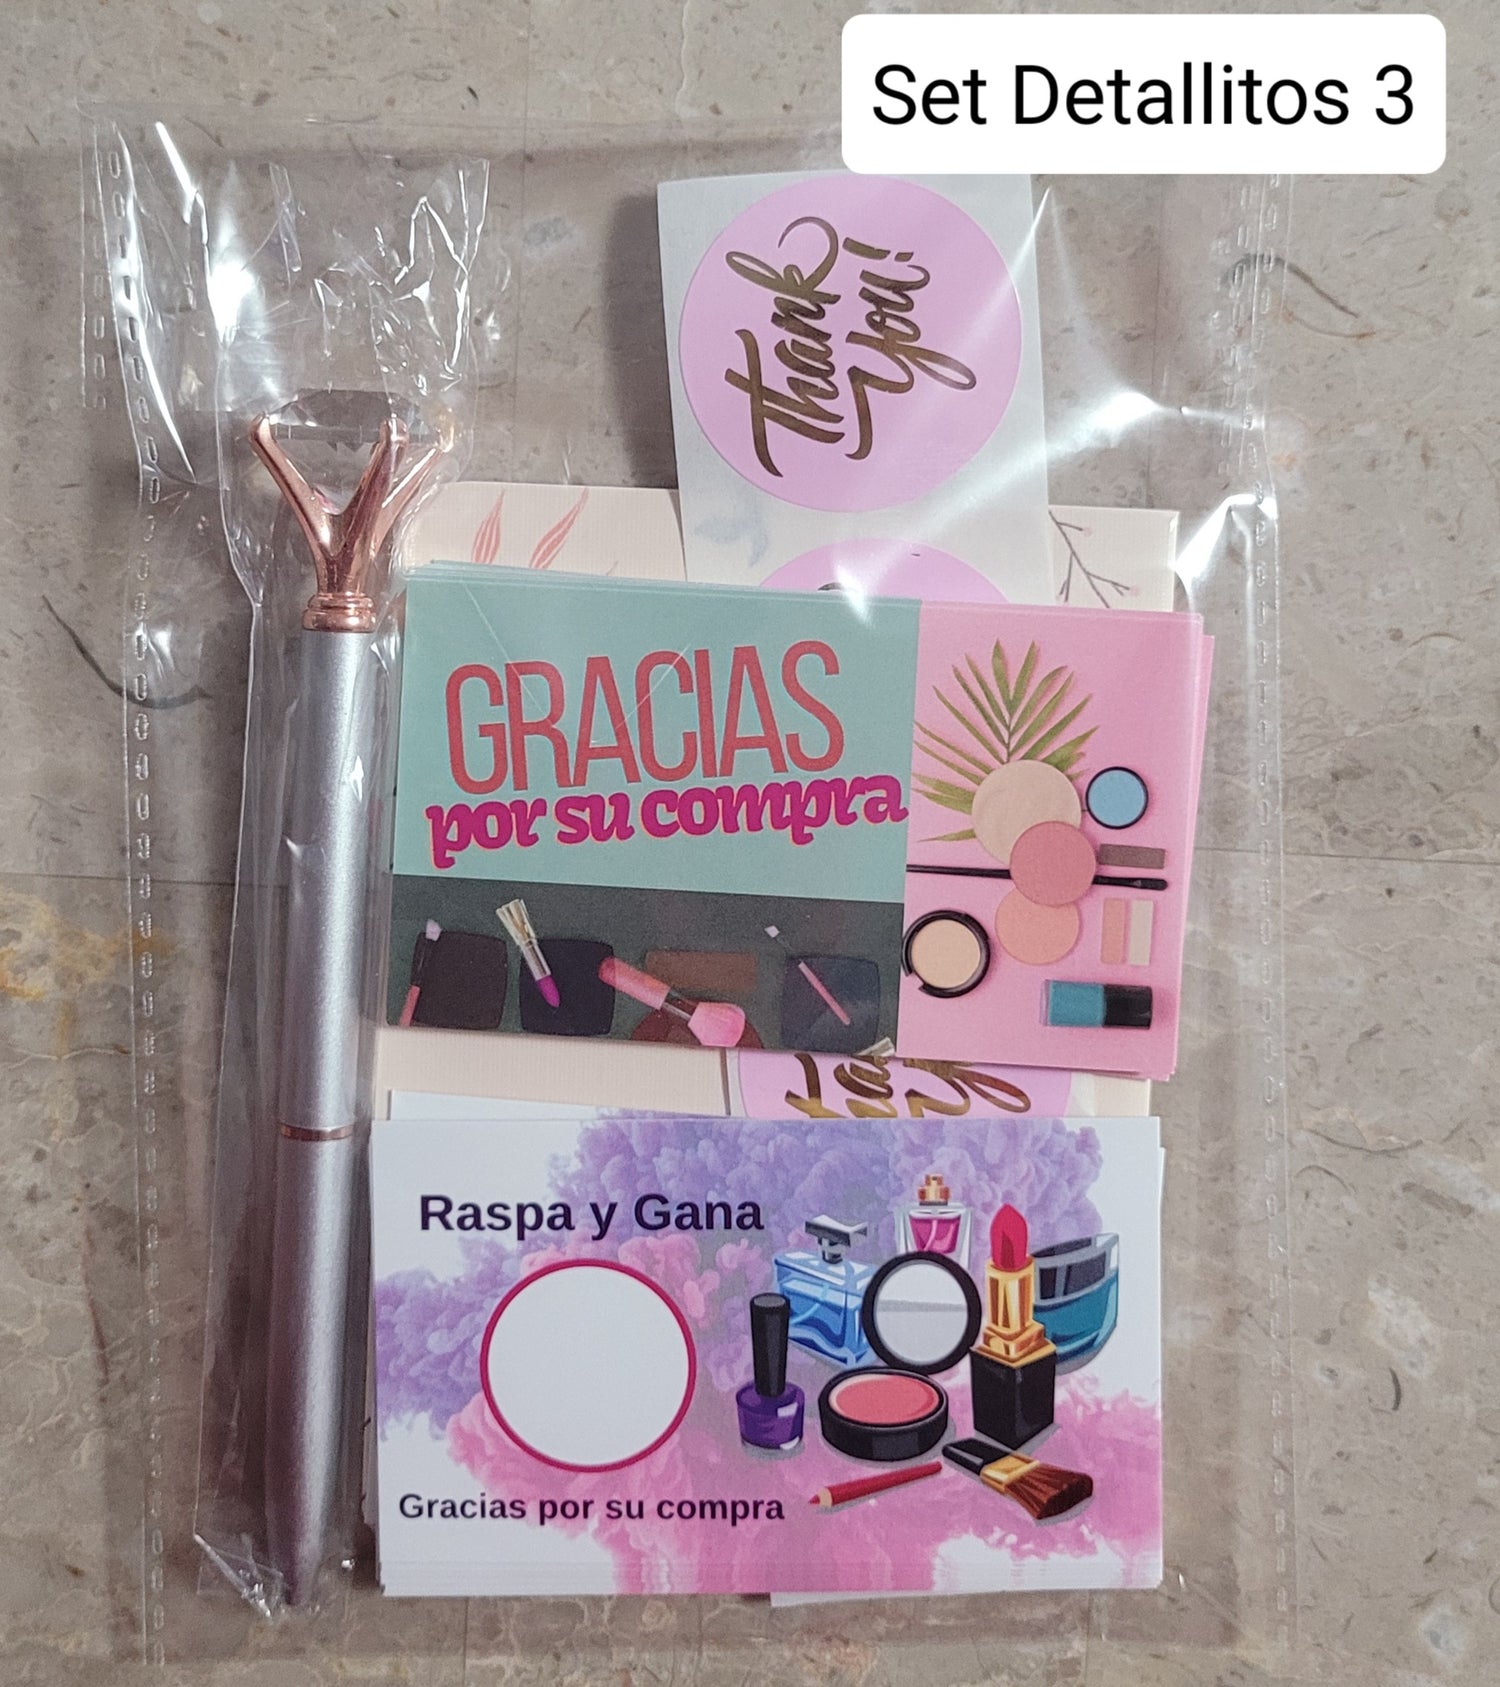 Set Detallitos 3
Thank
You!
GRACIAS
por su compra
Raspa y Gana
Gracias por su compra